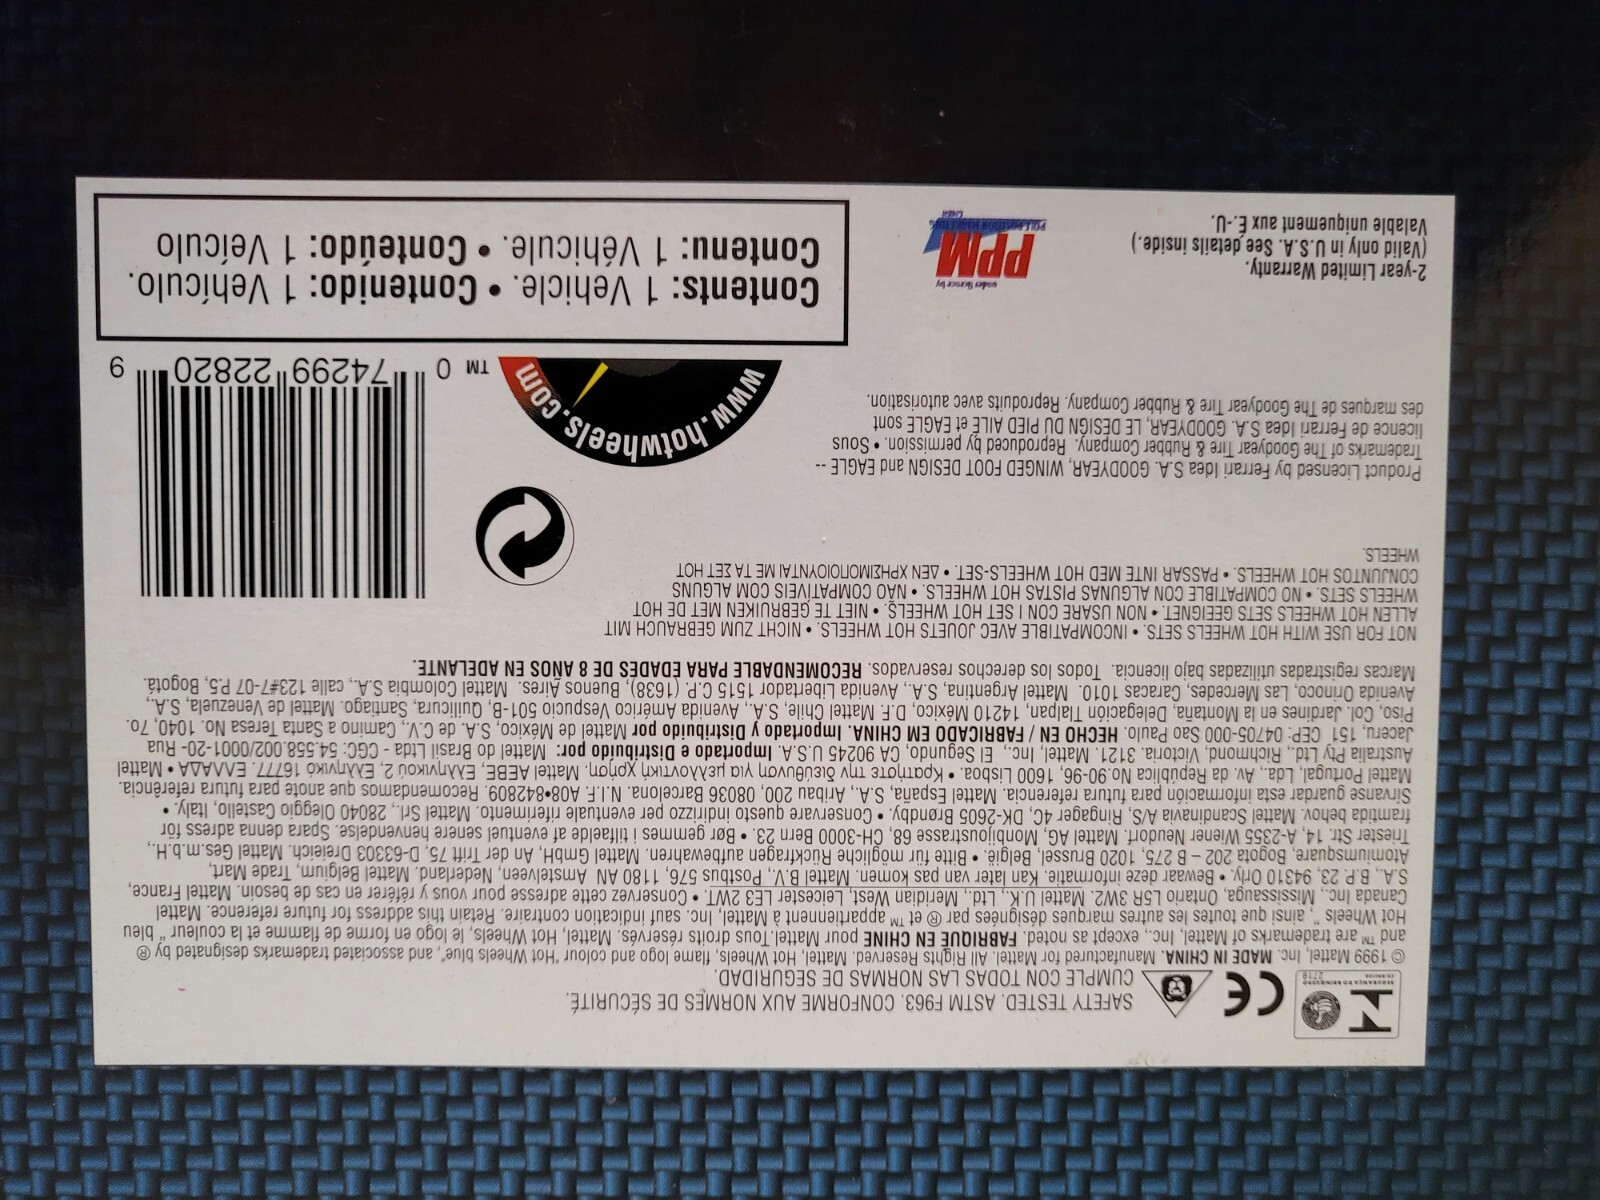 SAFETY TESTED. ASTM F963. CONFORME AUX NORMES DE SÉCURITÉ.
CUMPLE CON TODAS LAS NORMAS DE SEGURIDAD.
N
CE
© 1999 Mattel, Inc. MADE IN CHINA. Manufactured for Mattel. All Rights Reserved. Mattel, Hot Wheels, flame logo and colour "Hot Wheels blue", and associated trademarks designated by ®
and ™ are trademarks of Mattel, Inc., except as noted. FABRIQUÉ EN CHINE pour Mattel.Tous droits réservés. Mattel, Hot Wheels, le logo en forme de flamme et la couleur " bleu
Hot Wheels ", ainsi que toutes les autres marques désignées par ® et ™ appartiennent à Mattel, Inc. sauf indication contraire. Retain this address for future reference. Mattel
Canada Inc., Mississauga, Ontario L5R 3W2. Mattel U.K., Ltd., Meridian West, Leicester LE3 2WT. • Conservez cette adresse pour vous y référer en cas de besoin. Mattel France,
S.A., B.P. 23, 94310 Orly. • Bewaar deze informatie. Kan later van pas komen. Mattel B.V., Postbus 576, 1180 AN Amstelveen, Nederland. Mattel Belgium, Trade Mart,
Atomiumsquare, Bogota 202 – B 275, 1020 Brussel, België. • Bitte für mögliche Rückfragen aufbewahren. Mattel GmbH, An der Trift 75, D-63303 Dreieich. Mattel Ges.m.b.H.,
Triester Str. 14, A-2355 Wiener Neudorf. Mattel AG, Monbijoustrasse 68, CH-3000 Bern 23. • Bør gemmes i tilfælde af eventuel senere henvendelse. Spara denna adress för
framtida behov. Mattel Scandinavia A/S, Ringager 4C, DK-2605 Brøndby. • Conservare questo indirizzo per eventuale riferimento. Mattel Srl., 28040 Oleggio Castello, Italy. •
Sirvanse guardar esta información para futura referencia. Mattel España, S.A., Aribau 200, 08036 Barcelona. N.I.F. A08•842809. Recomendamos que anote para futura referência.
Mattel Portugal, Lda., Av. da República No. 90-96, 1600 Lisboa. • Κρατήστε την διεύθυνση για μελλοντική χρήση. Mattel AEBE, Ελληνικού 2, Ελληνικό 16777. ΕΛΛΑΔΑ • Mattel
Australia Pty Ltd., Richmond, Victoria. 3121. Mattel, Inc., El Segundo, CA 90245 U.S.A. Importado e Distribuido por: Mattel do Brasil Ltda - CGC: 54.558.002/0001-20- Rua
Jaceru, 151 CEP: 04705-000 Sao Paulo. HECHO EN / FABRICADO EM CHINA. Importado y Distribuido por Mattel de México, S.A. de C.V., Camino a Santa Teresa No. 1040, 7o.
Piso, Col. Jardines en la Montaña, Delegación Tlalpan, 14210 México, D.F. Mattel Chile, S.A., Avenida Américo Vespucio 501-B, Quilicura, Santiago. Mattel de Venezuela, S.A.,
Avenida Orinoco, Las Mercedes, Caracas 1010. Mattel Argentina, S.A., Avenida Libertador 1515 C.P. (1638), Buenos Aires. Mattel Colombia S.A., calle 123#7-07 P.5, Bogotá.
Marcas registradas utilizadas bajo licencia. Todos los derechos reservados. RECOMENDABLE PARA EDADES DE 8 AÑOS EN ADELANTE.
NOT FOR USE WITH HOT WHEELS SETS. • INCOMPATIBLE AVEC JOUETS HOT WHEELS. • NICHT ZUM GEBRAUCH MIT
ALLEN HOT WHEELS SETS GEEIGNET. • NON USARE CON I SET HOT WHEELS. • NIET TE GEBRUIKEN MET DE HOT
WHEELS SETS. • NO COMPATIBLE CON ALGUNAS PISTAS HOT WHEELS. • NÃO COMPATÍVEIS COM ALGUNS
CONJUNTOS HOT WHEELS. • PASSAR INTE MED HOT WHEELS-SET. • ΔΕΝ ΧΡΗΣΙΜΟΠΟΙΟΥΝΤΑΙ ΜΕ ΤΑ ΣΕΤ HOT
WHEELS.
Product Licensed by Ferrari Idea S.A. GOODYEAR, WINGED FOOT DESIGN and EAGLE --
Trademarks of The Goodyear Tire & Rubber Company. Reproduced by permission. • Sous
licence de Ferrari Idea S.A. GOODYEAR, LE DESIGN DU PIED AILE et EAGLE sont
des marques de The Goodyear Tire & Rubber Company. Reproduits avec autorisation.
www.hotwheels.com
™
0 74299 22820 9
2-year Limited Warranty.
(Valid only in U.S.A. See details inside.)
Valable uniquement aux E.-U.
under license by
PPM
POLE POSITION MARKETING
Contents: 1 Vehicle. • Contenido: 1 Vehículo.
Contenu: 1 Véhicule. • Conteúdo: 1 Veículo